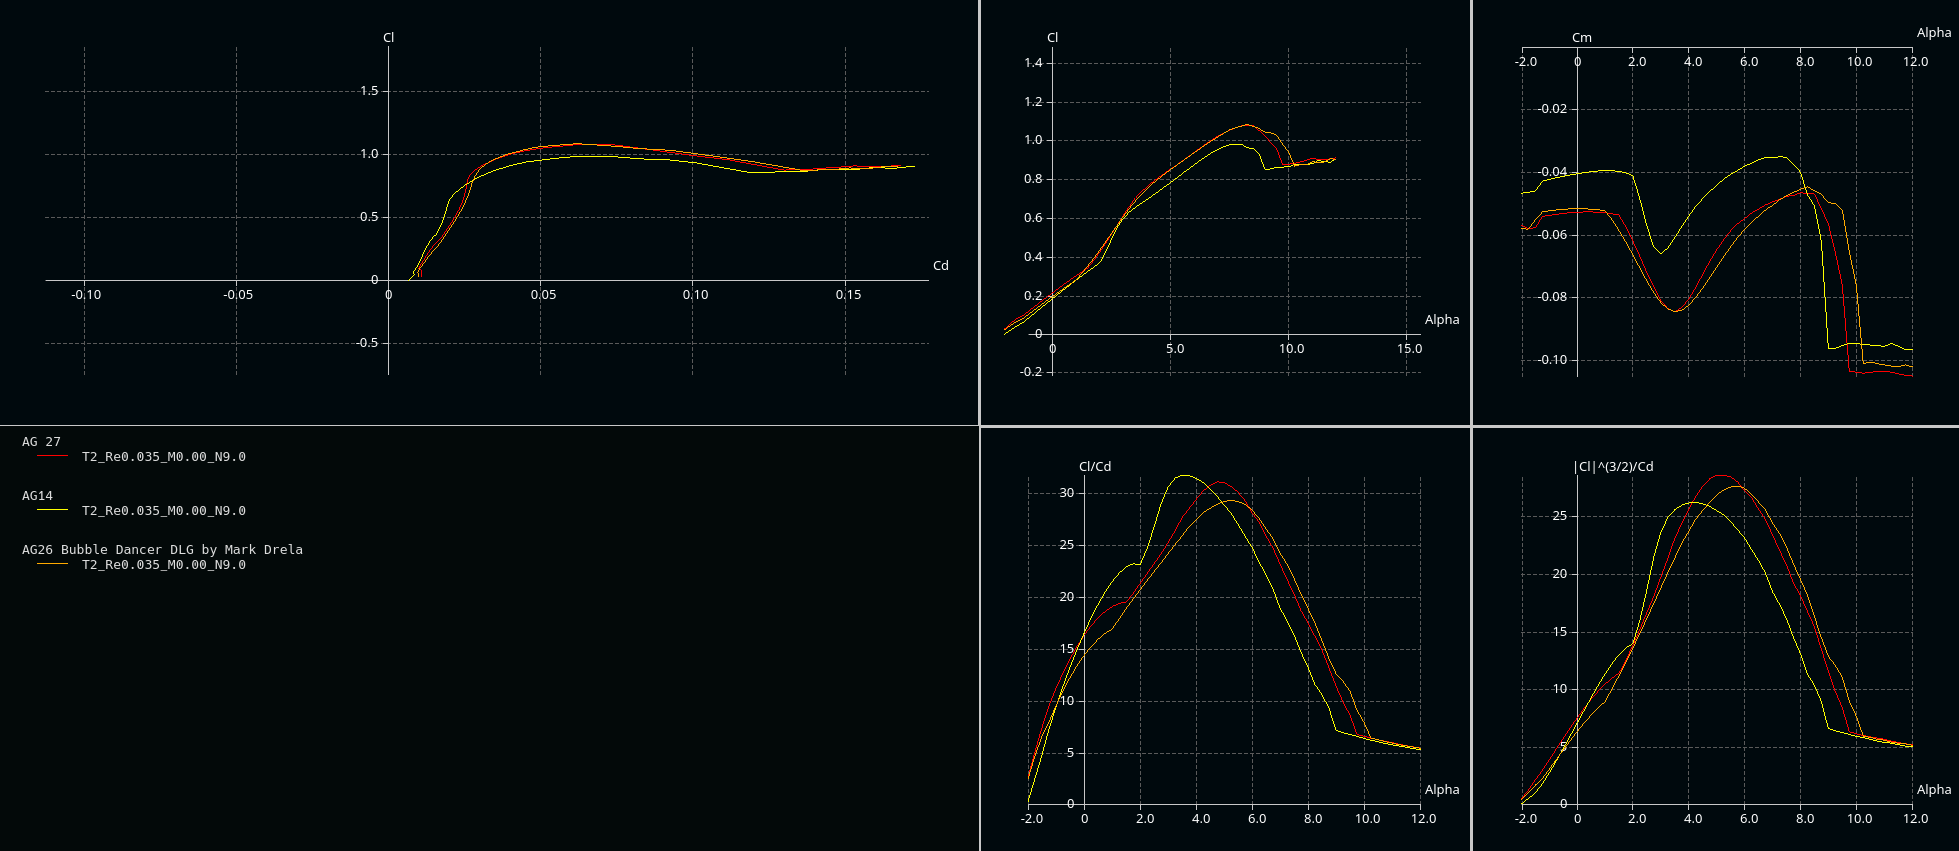 Cl
1.5
1.0
0.5
0
-0.5
Cd
-0.10 -0.05 0 0.05 0.10 0.15
Cl
1.4
1.2
1.0
0.8
0.6
0.4
0.2
0
-0.2
Alpha
0 5.0 10.0 15.0
Cm Alpha
-2.0 0 2.0 4.0 6.0 8.0 10.0 12.0
-0.02
-0.04
-0.06
-0.08
-0.10
AG 27
T2_Re0.035_M0.00_N9.0
AG14
T2_Re0.035_M0.00_N9.0
AG26 Bubble Dancer DLG by Mark Drela
T2_Re0.035_M0.00_N9.0
Cl/Cd
30
25
20
15
10
5
0
Alpha
-2.0 0 2.0 4.0 6.0 8.0 10.0 12.0
|Cl|^(3/2)/Cd
25
20
15
10
5
0
Alpha
-2.0 0 2.0 4.0 6.0 8.0 10.0 12.0